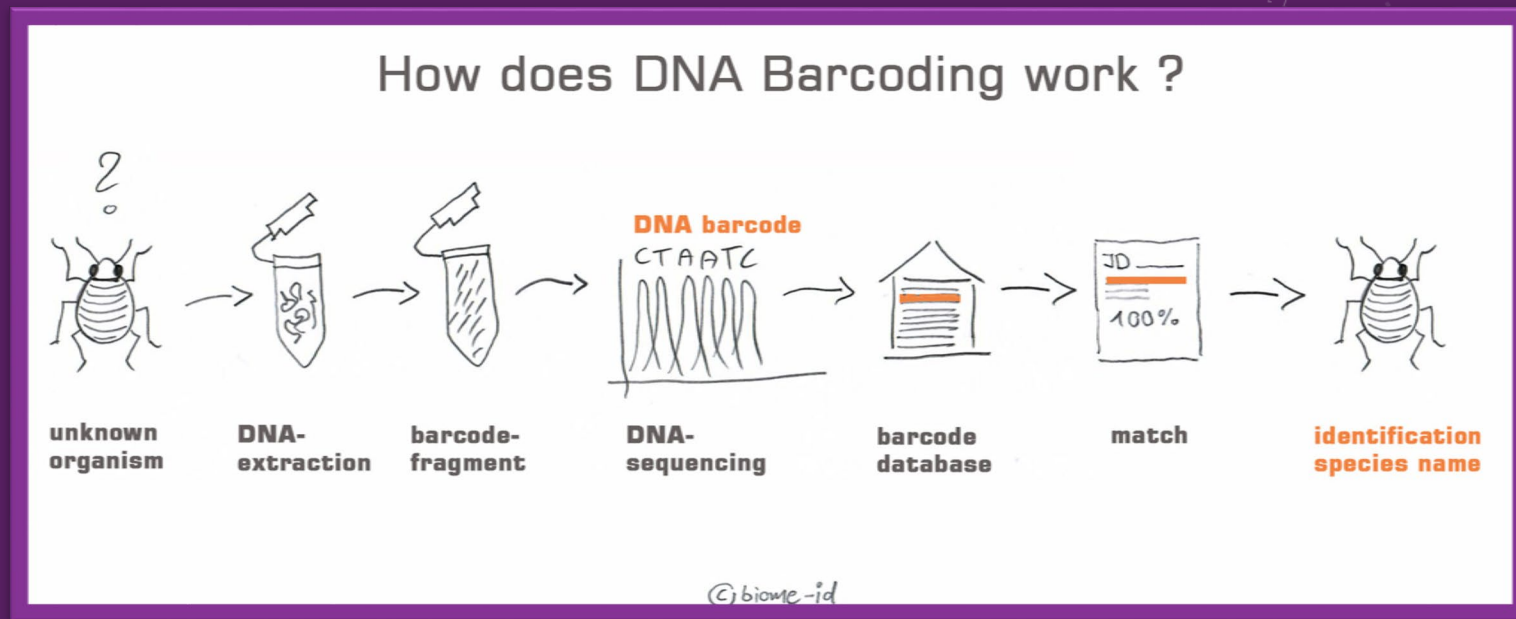 How does DNA Barcoding work ?
?
DNA barcode
CTAATC
ID
100%
unknown
organism
DNA-
extraction
barcode-
fragment
DNA-
sequencing
barcode
database
match
identification
species name
(C) biome-id